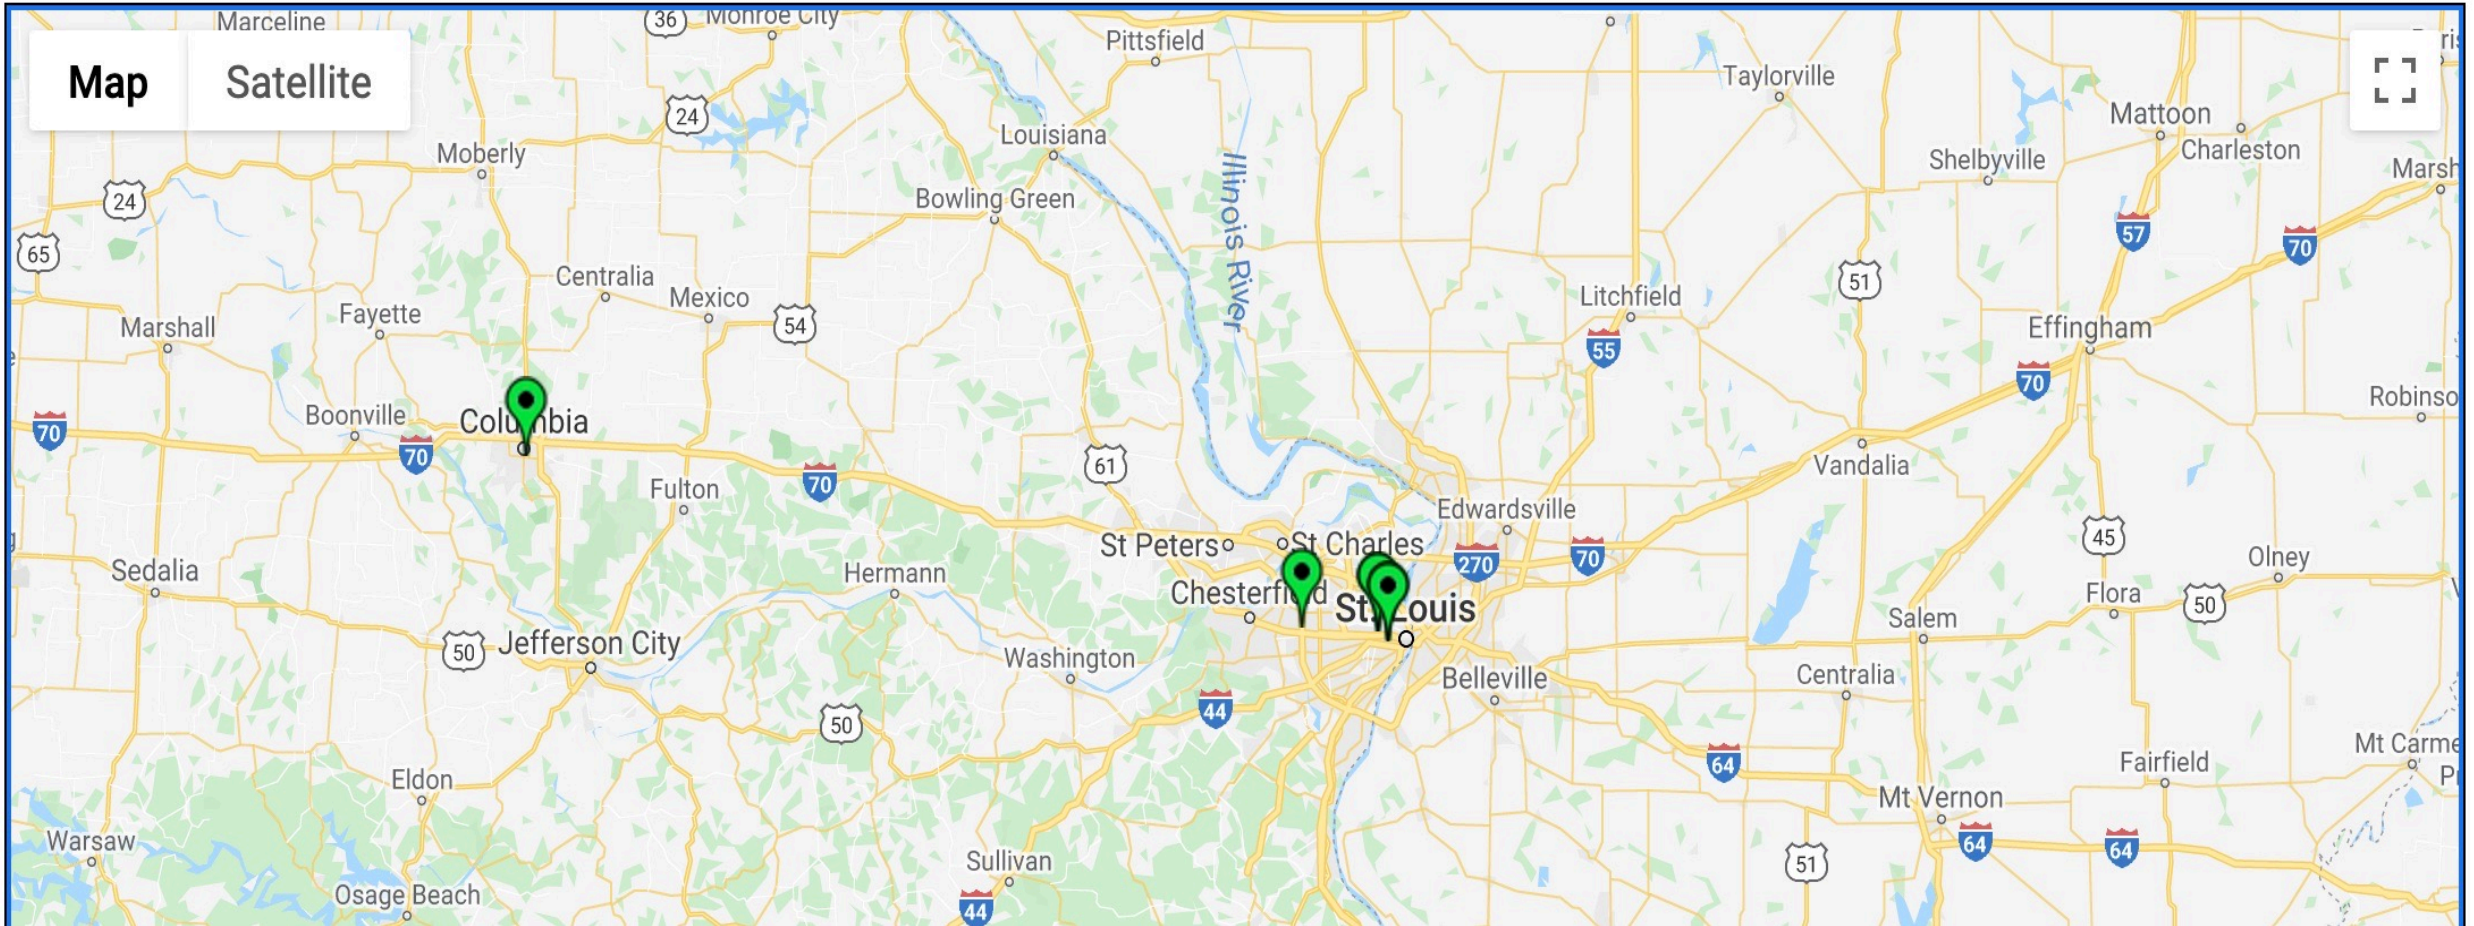 Marceline
36
Monroe City
Pittsfield
Map
Satellite
Taylorville
24
Mattoon
Louisiana
Moberly
Charleston
Shelbyville
Marsh
24
Bowling Green
Illinois River
65
57
70
Centralia
51
Mexico
Litchfield
Fayette
Marshall
54
Effingham
55
70
Robinso
Boonville
Columbia
70
70
61
Vandalia
70
Fulton
Edwardsville
St Peters
St Charles
270
70
45
Olney
Sedalia
Hermann
Chesterfield
Flora
50
St. Louis
Salem
50
Jefferson City
Washington
Belleville
Centralia
44
50
Mt Carme
64
Fairfield
Eldon
Mt Vernon
Warsaw
64
64
Sullivan
51
Osage Beach
44